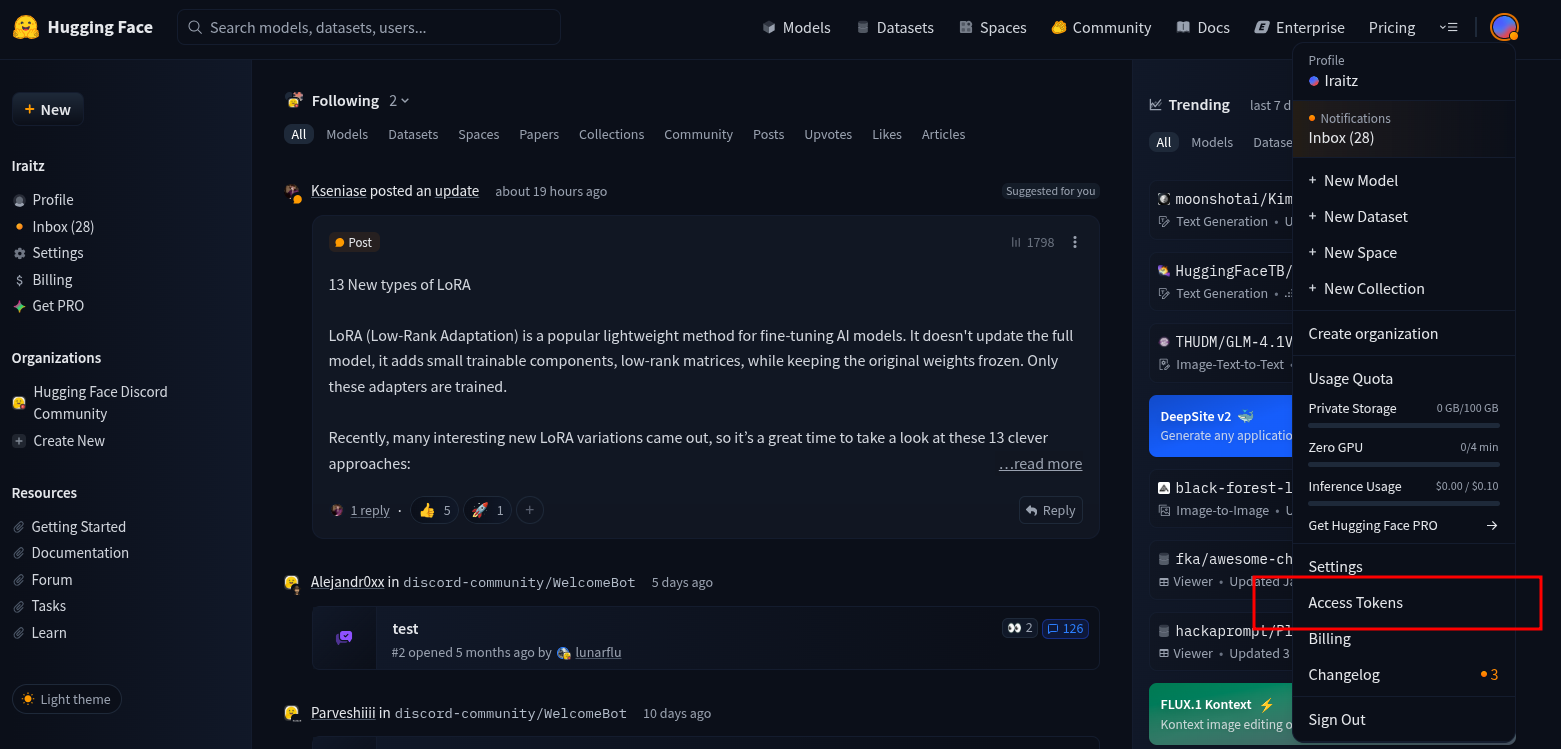 Hugging Face
Search models, datasets, users...
Models
Datasets
Spaces
Community
Docs
Enterprise
Pricing
+ New
Iraitz
Profile
Inbox (28)
Settings
$ Billing
Get PRO
Organizations
Hugging Face Discord
Community
+ Create New
Resources
Getting Started
Documentation
Forum
Tasks
Learn
Light theme
Following 2
All Models Datasets Spaces Papers Collections Community Posts Upvotes Likes Articles
Kseniase posted an update about 19 hours ago Suggested for you
Post 1798
13 New types of LoRA
LoRA (Low-Rank Adaptation) is a popular lightweight method for fine-tuning AI models. It doesn't update the full
model, it adds small trainable components, low-rank matrices, while keeping the original weights frozen. Only
these adapters are trained.
Recently, many interesting new LoRA variations came out, so it’s a great time to take a look at these 13 clever
approaches: …read more
1 reply · 👍 5 🚀 1 + Reply
Alejandr0xx in discord-community/WelcomeBot 5 days ago
test 👀 2 126
#2 opened 5 months ago by lunarflu
Parveshiiii in discord-community/WelcomeBot 10 days ago
Trending last 7 d
All Models Datase
moonshotai/Kim
Text Generation • U
HuggingFaceTB/
Text Generation •
THUDM/GLM-4.1V
Image-Text-to-Text •
DeepSite v2 🐳
Generate any applicatio
black-forest-l
Image-to-Image • U
fka/awesome-ch
Viewer • Updated Ja
hackaprompt/Pl
Viewer • Updated 3
FLUX.1 Kontext ⚡
Kontext image editing o
Profile
Iraitz
• Notifications
Inbox (28)
+ New Model
+ New Dataset
+ New Space
+ New Collection
Create organization
Usage Quota
Private Storage 0 GB/100 GB
Zero GPU 0/4 min
Inference Usage $0.00 / $0.10
Get Hugging Face PRO →
Settings
Access Tokens
Billing
Changelog • 3
Sign Out